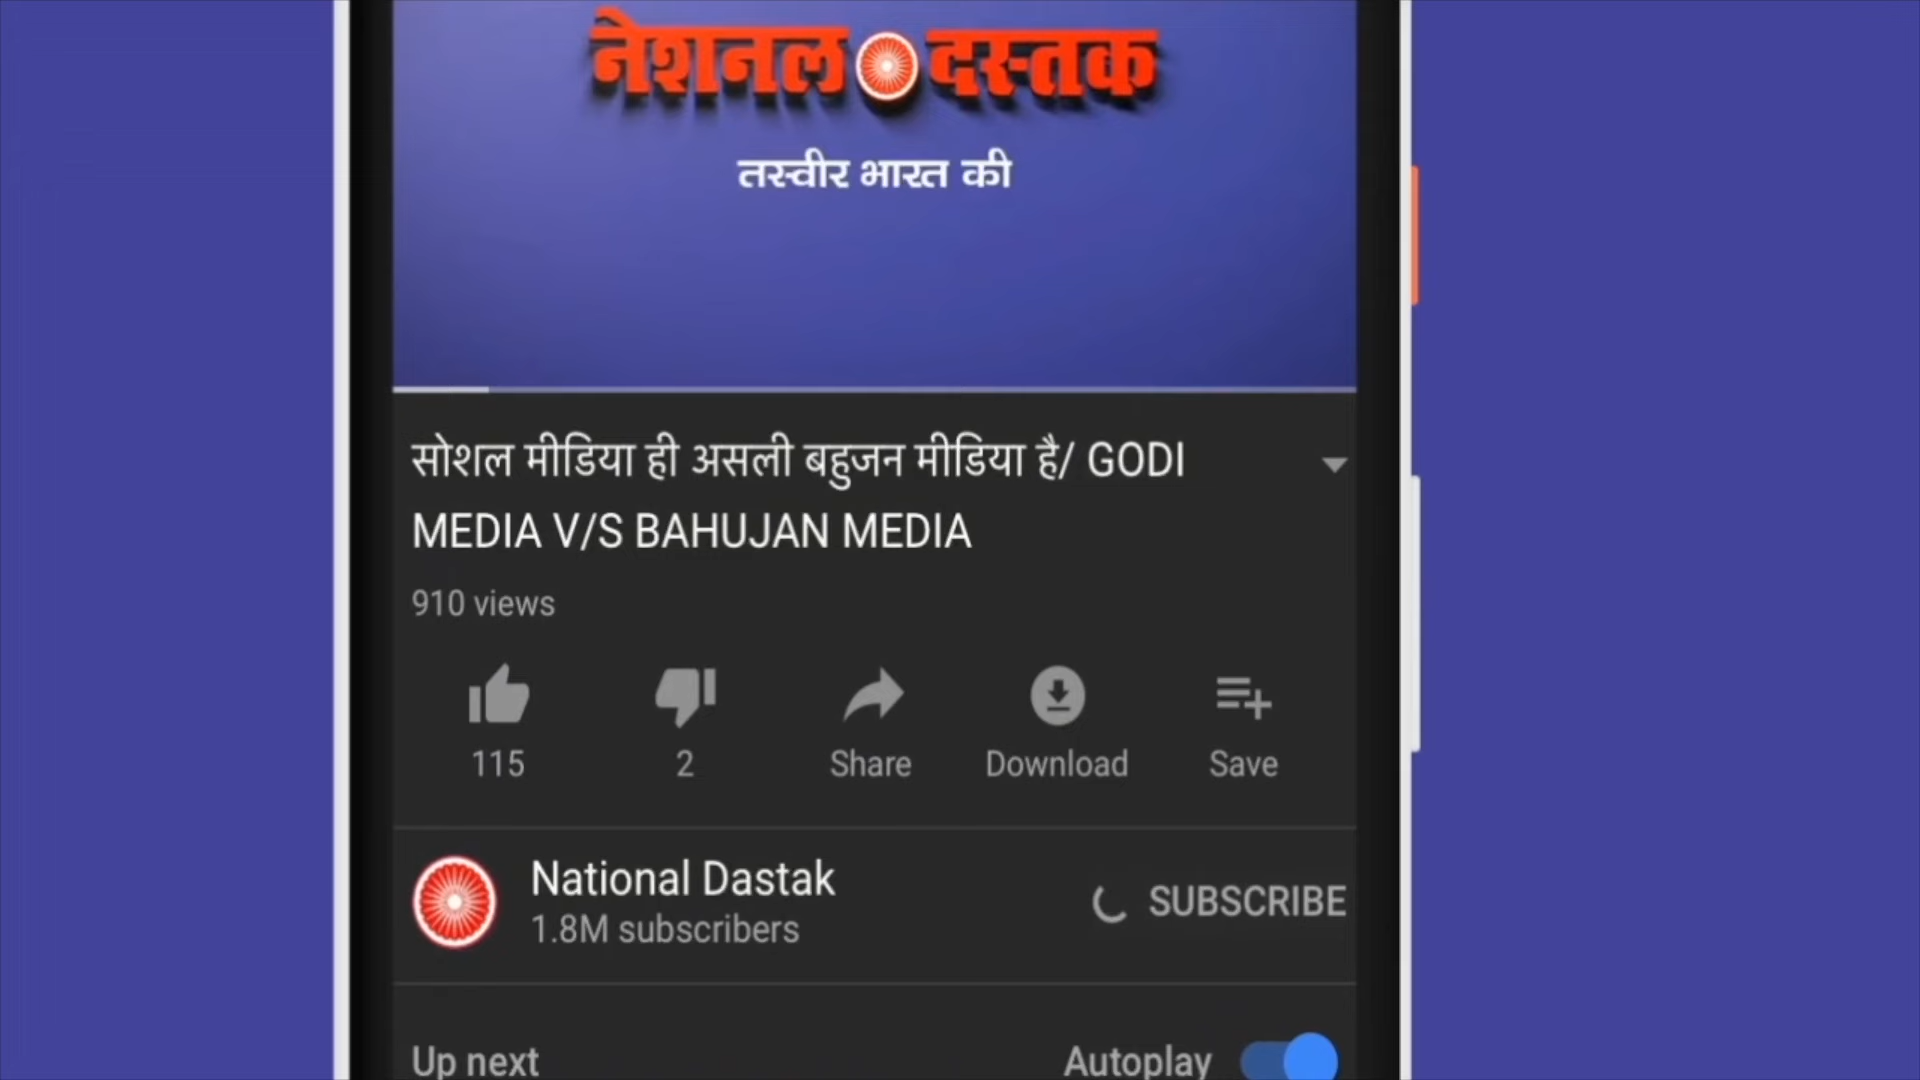 नेशनल दस्तक
तस्वीर भारत की
सोशल मीडिया ही असली बहुजन मीडिया है/ GODI
MEDIA V/S BAHUJAN MEDIA
910 views
115 2 Share Download Save
National Dastak
1.8M subscribers
SUBSCRIBE
Up next Autoplay